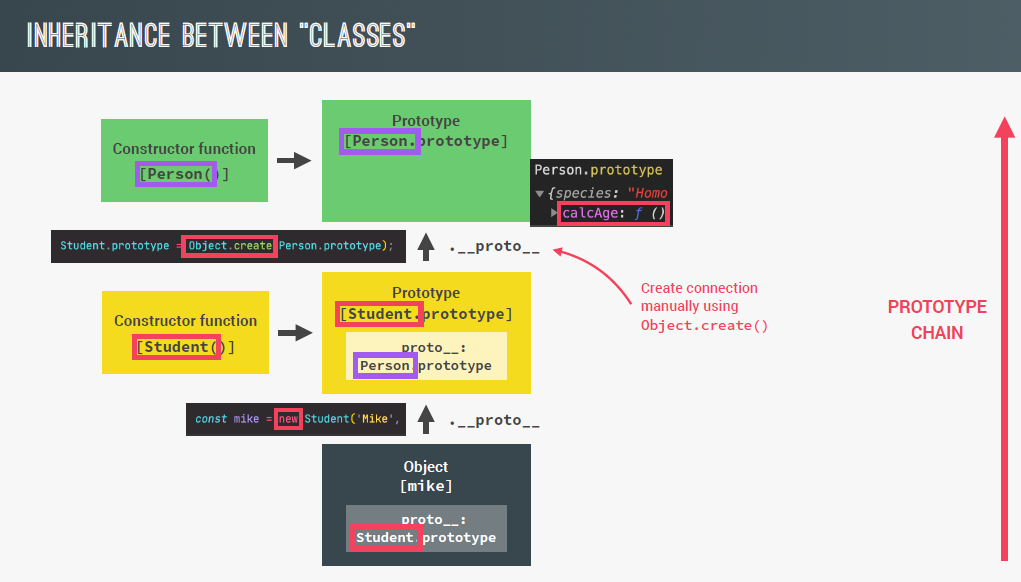 INHERITANCE BETWEEN "CLASSES"
Prototype
[Person.prototype]
Constructor function
[Person()]
Person.prototype
{species: "Homo
calcAge: ƒ ()
Student.prototype = Object.create(Person.prototype);
.__proto__
Create connection
manually using
Object.create()
PROTOTYPE
CHAIN
Prototype
[Student.prototype]
Constructor function
[Student()]
proto__:
Person.prototype
const mike = new Student('Mike',
.__proto__
Object
[mike]
proto__:
Student.prototype